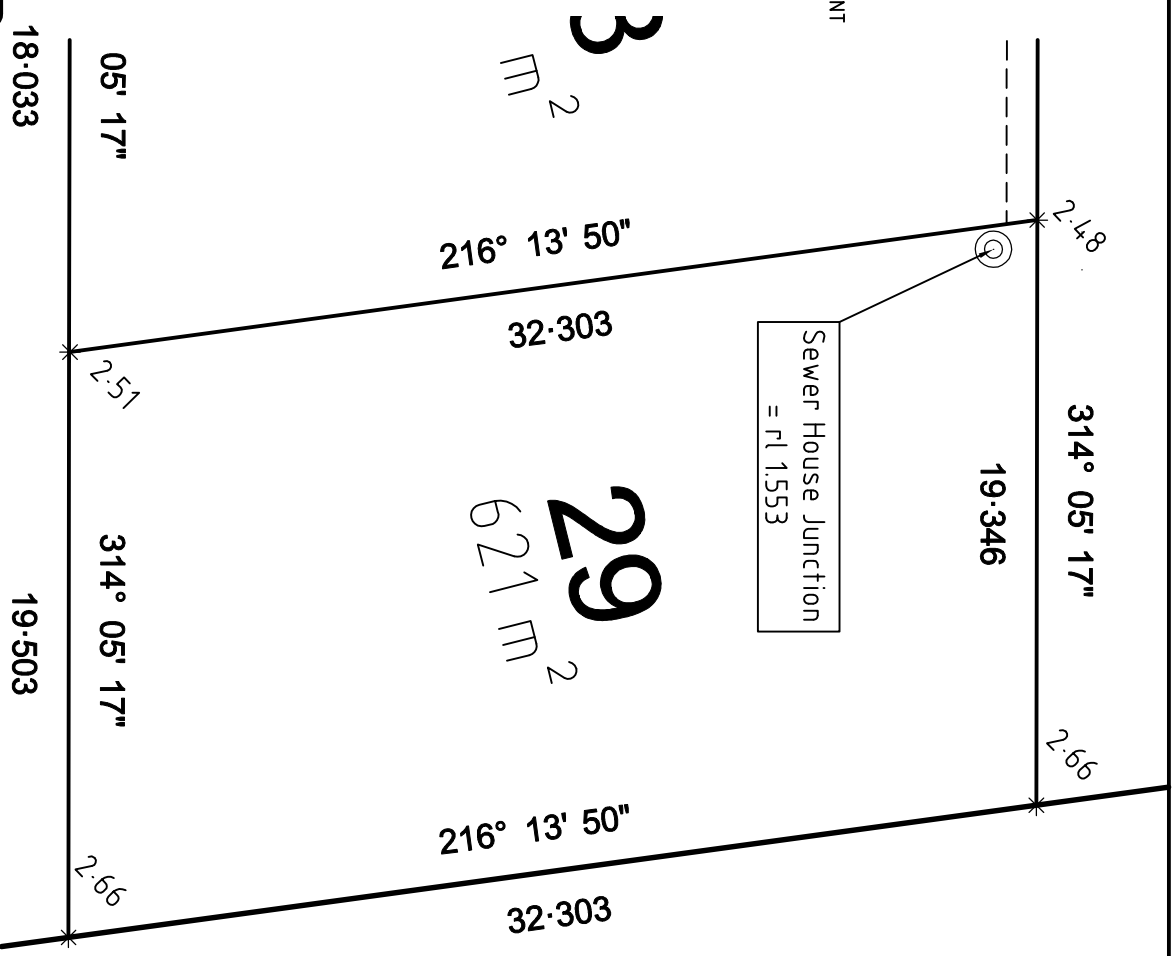 NT
3
m 2
18·033
05' 17"
2·48
216° 13' 50"
32·303
2·51
Sewer House Junction
= rl 1.553
314° 05' 17"
19·346
29
621 m 2
314° 05' 17"
19·503
2·66
216° 13' 50"
32·303
2·66